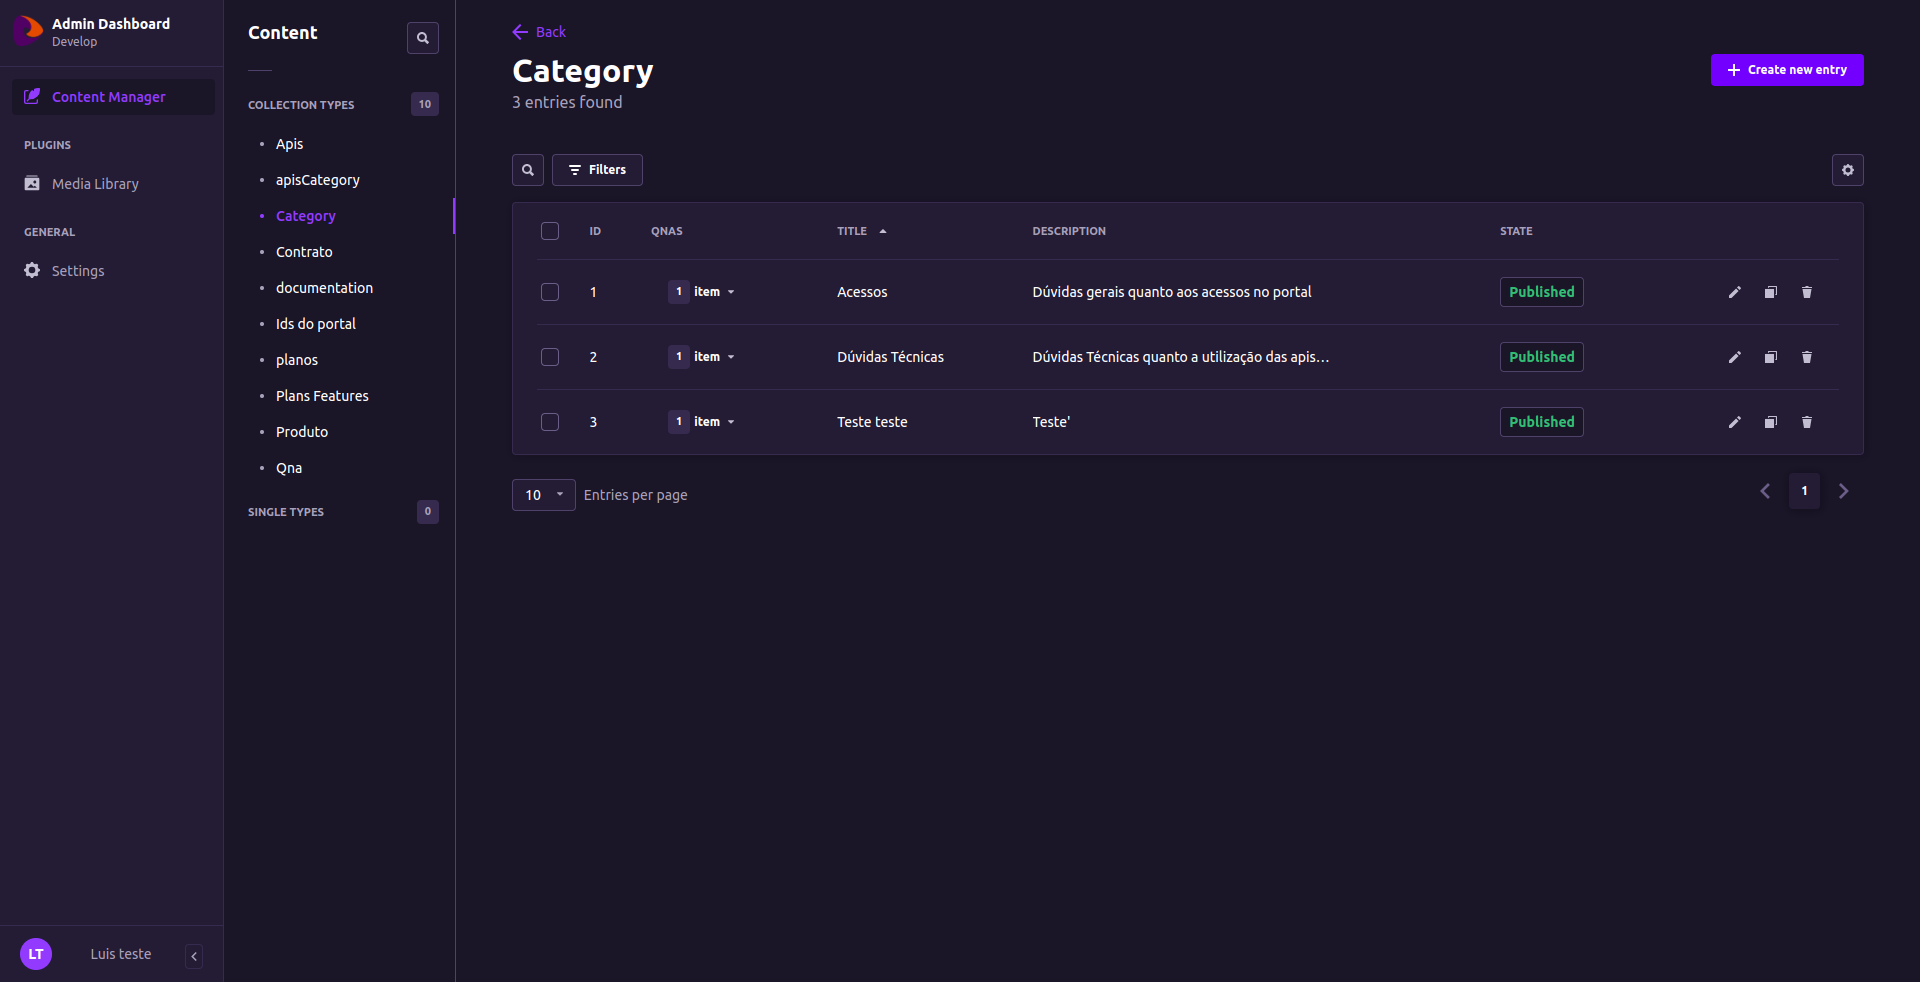 Admin Dashboard
Develop
Content Manager
PLUGINS
Media Library
GENERAL
Settings
LT Luis teste
Content
COLLECTION TYPES 10
Apis
apisCategory
Category
Contrato
documentation
Ids do portal
planos
Plans Features
Produto
Qna
SINGLE TYPES 0
Back
Category
3 entries found
Create new entry
Filters
ID QNAS TITLE DESCRIPTION STATE
1 1 item Acessos Dúvidas gerais quanto aos acessos no portal Published
2 1 item Dúvidas Técnicas Dúvidas Técnicas quanto a utilização das apis… Published
3 1 item Teste teste Teste' Published
10 Entries per page
1